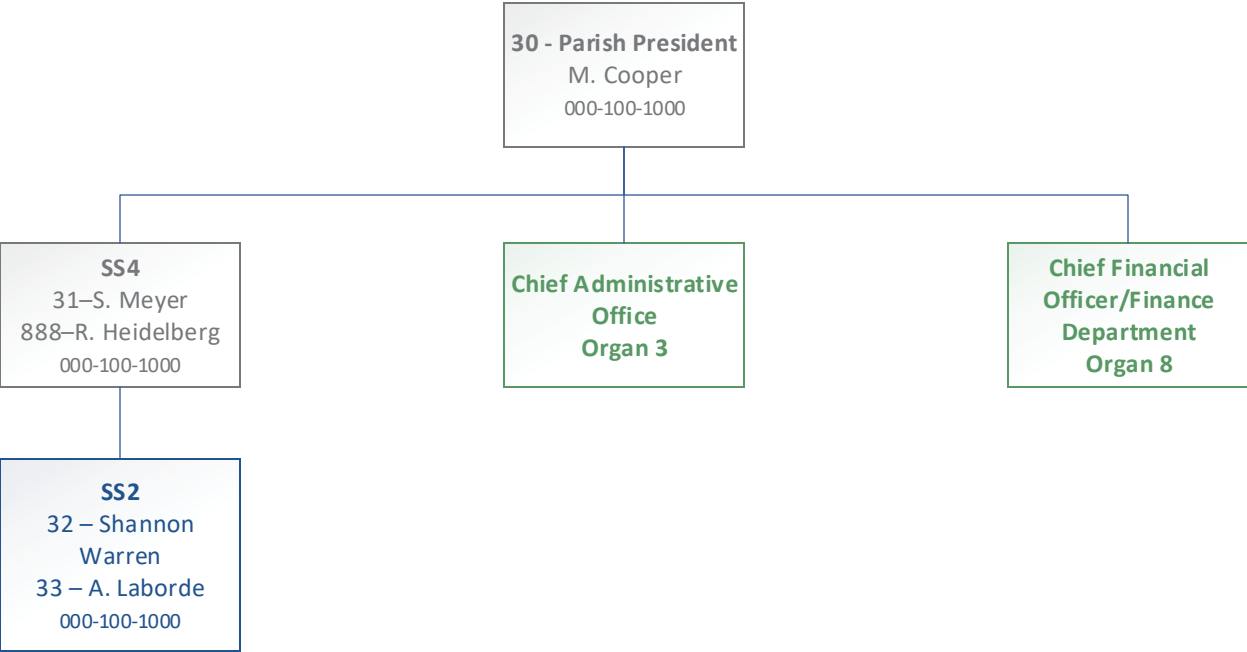 30 - Parish President
M. Cooper
000-100-1000
SS4
31–S. Meyer
888–R. Heidelberg
000-100-1000
Chief Administrative
Office
Organ 3
Chief Financial
Officer/Finance
Department
Organ 8
SS2
32 – Shannon
Warren
33 – A. Laborde
000-100-1000